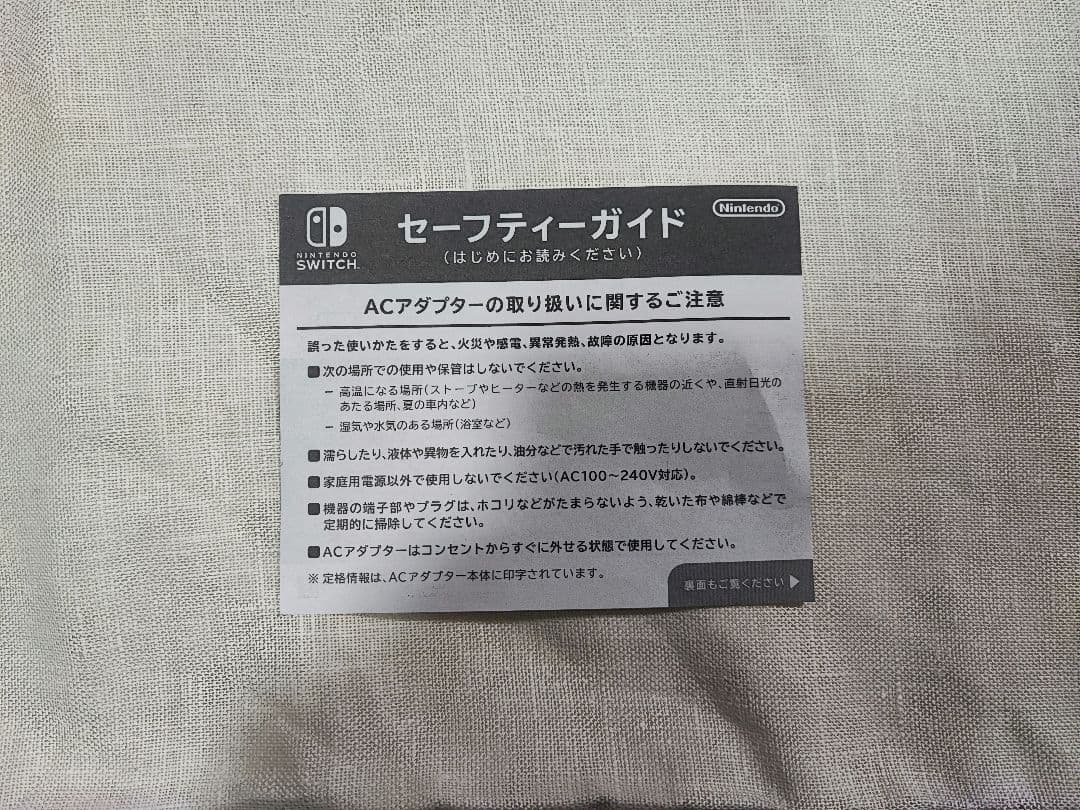 NINTENDO
SWITCH
セーフティーガイド
(はじめにお読みください)
Nintendo
ACアダプターの取り扱いに関するご注意
誤った使いかたをすると、火災や感電、異常発熱、故障の原因となります。
■次の場所での使用や保管はしないでください。
− 高温になる場所(ストーブやヒーターなどの熱を発生する機器の近くや、直射日光の
あたる場所、夏の車内など)
− 湿気や水気のある場所(浴室など)
■濡らしたり、液体や異物を入れたり、油分などで汚れた手で触ったりしないでください。
■家庭用電源以外で使用しないでください(AC100〜240V対応)。
■機器の端子部やプラグは、ホコリなどがたまらないよう、乾いた布や綿棒などで
定期的に掃除してください。
■ACアダプターはコンセントからすぐに外せる状態で使用してください。
※ 定格情報は、ACアダプター本体に印字されています。
裏面もご覧ください ▶